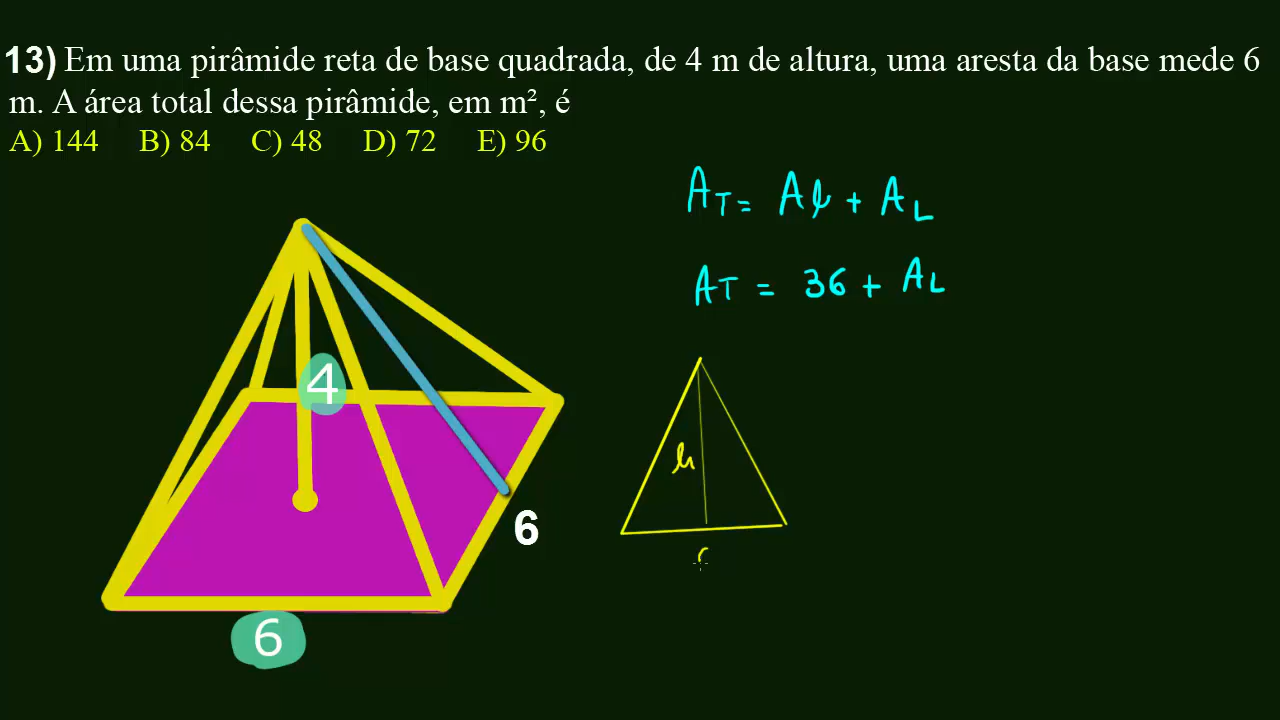 13) Em uma pirâmide reta de base quadrada, de 4 m de altura, uma aresta da base mede 6
m. A área total dessa pirâmide, em m², é
A) 144 B) 84 C) 48 D) 72 E) 96
AT = Ab + AL
AT = 36 + AL
4
h
6
6